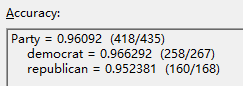 Accuracy:
Party = 0.96092 (418/435)
democrat = 0.966292 (258/267)
republican = 0.952381 (160/168)